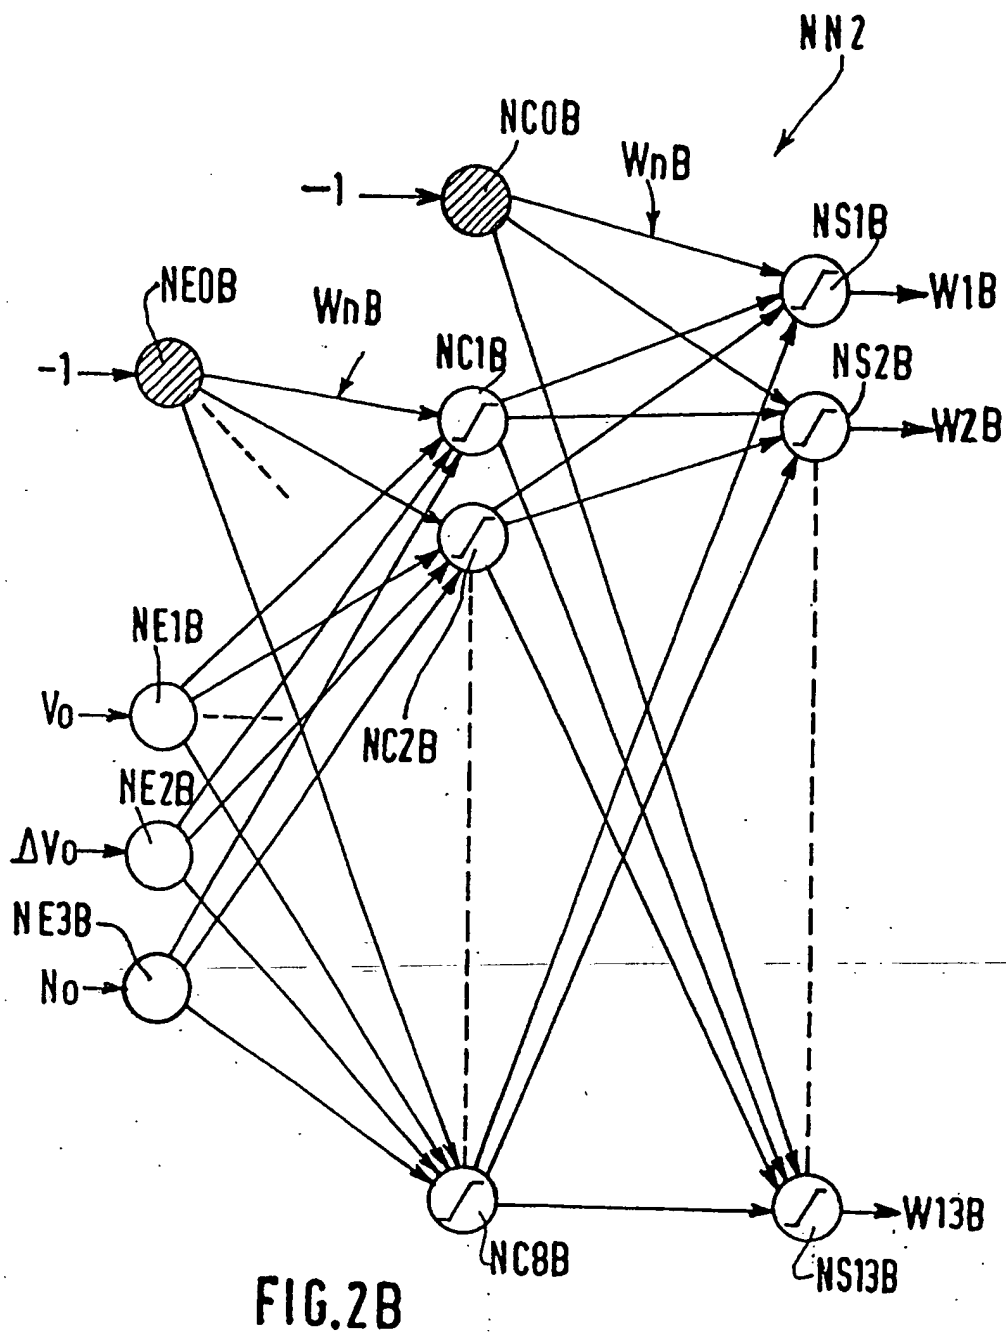 NN2
NC0B
-1
WnB
NS1B
W1B
NE0B
WnB
-1
NC1B
NS2B
W2B
NE1B
V0
NC2B
NE2B
ΔV0
NE3B
N0
W13B
NC8B
NS13B
FIG.2B